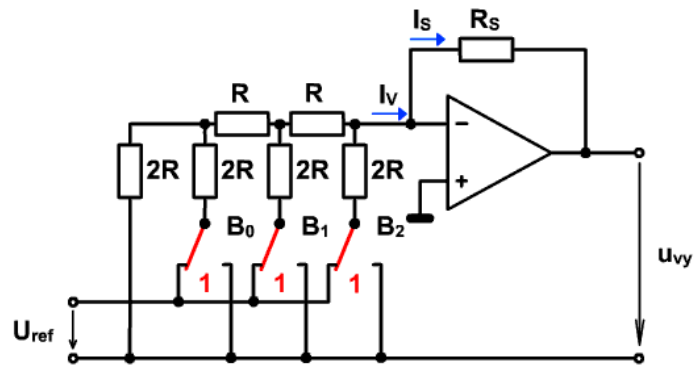 I_S R_S
R R I_V
−
2R 2R 2R 2R
+
B_0 B_1 B_2
1 1 1
U_ref
u_vy